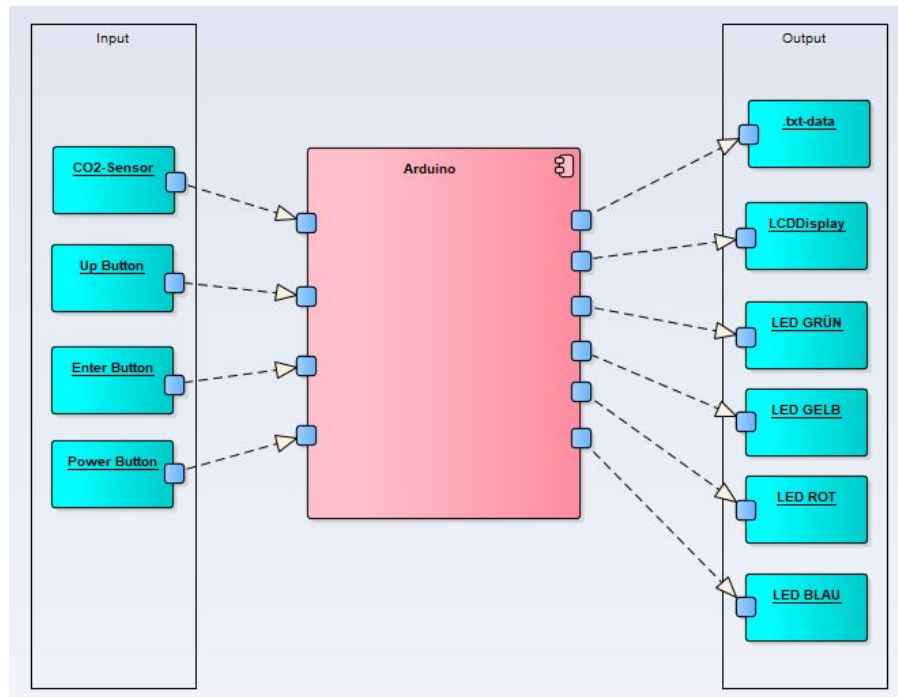 Input
CO2-Sensor
Up Button
Enter Button
Power Button
Arduino
Output
.txt-data
LCDDisplay
LED GRÜN
LED GELB
LED ROT
LED BLAU